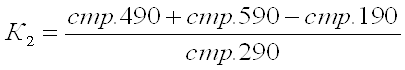 K₂ = (стр.490 + стр.590 − стр.190) / стр.290